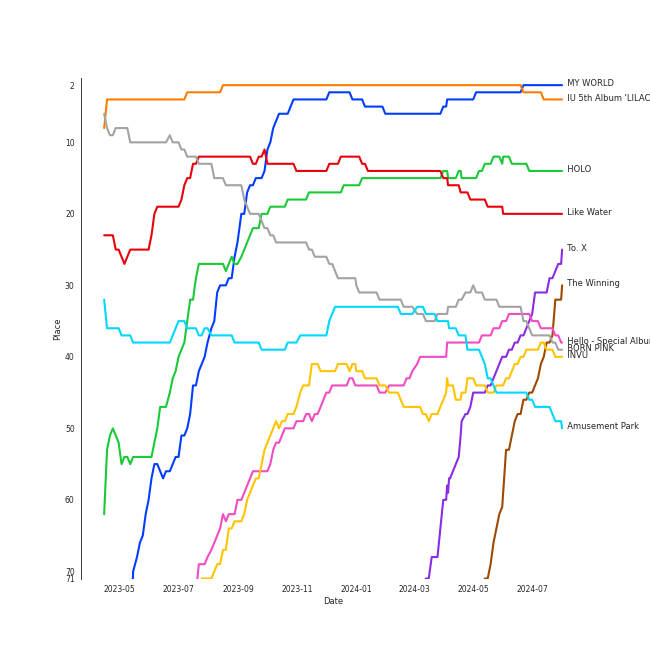 2
10
20
30
40
50
60
70
71
Place
2023-05
2023-07
2023-09
2023-11
2024-01
2024-03
2024-05
2024-07
Date
MY WORLD
IU 5th Album 'LILAC
HOLO
Like Water
To. X
The Winning
Hello - Special Albu
BORN PINK
INVU
Amusement Park